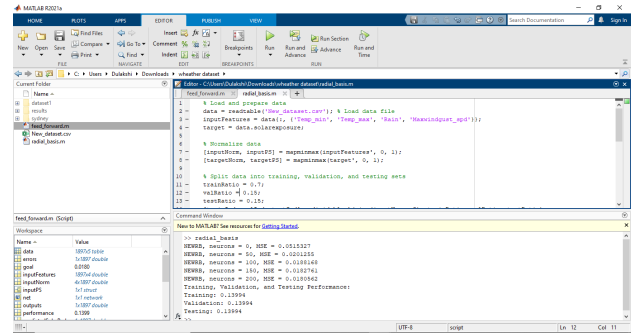 MATLAB R2021a
HOME PLOTS APPS EDITOR PUBLISH VIEW
Search Documentation Sign In
New Open Save
Find Files
Compare
Print
Go To
Find
Insert fx
Comment
Indent
Breakpoints
Run Run and Advance
Run Section
Advance
Run and Time
FILE NAVIGATE EDIT BREAKPOINTS RUN
C: Users Dulakshi Downloads wheather dataset
Current Folder
Name
dataset1
results
sydney
feed_forward.m
New_dataset.csv
radial_basis.m
feed_forward.m (Script)
Workspace
Name Value
data 1897x5 table
errors 1x1897 double
goal 0.0180
inputFeatures 1897x4 double
inputNorm 4x1897 double
inputPS 1x1 struct
net 1x1 network
outputs 1x1897 double
performance 0.1399
Editor - C:\Users\Dulakshi\Downloads\wheather dataset\radial_basis.m
feed_forward.m radial_basis.m
1 % Load and prepare data
2 data = readtable('New_dataset.csv'); % Load data file
3 inputFeatures = data{:, {'Temp_min', 'Temp_max', 'Rain', 'Maxwindgust_spd'}};
4 target = data.solarexposure;
5
6 % Normalize data
7 [inputNorm, inputPS] = mapminmax(inputFeatures', 0, 1);
8 [targetNorm, targetPS] = mapminmax(target', 0, 1);
9
10 % Split data into training, validation, and testing sets
11 trainRatio = 0.7;
12 valRatio = 0.15;
13 testRatio = 0.15;
Command Window
New to MATLAB? See resources for Getting Started.
>> radial_basis
NEWRB, neurons = 0, MSE = 0.0515327
NEWRB, neurons = 50, MSE = 0.0201255
NEWRB, neurons = 100, MSE = 0.0188168
NEWRB, neurons = 150, MSE = 0.0182761
NEWRB, neurons = 200, MSE = 0.0180562
Training, Validation, and Testing Performance:
Training: 0.13994
Validation: 0.13994
Testing: 0.13994
fx >>
UTF-8 script Ln 12 Col 11